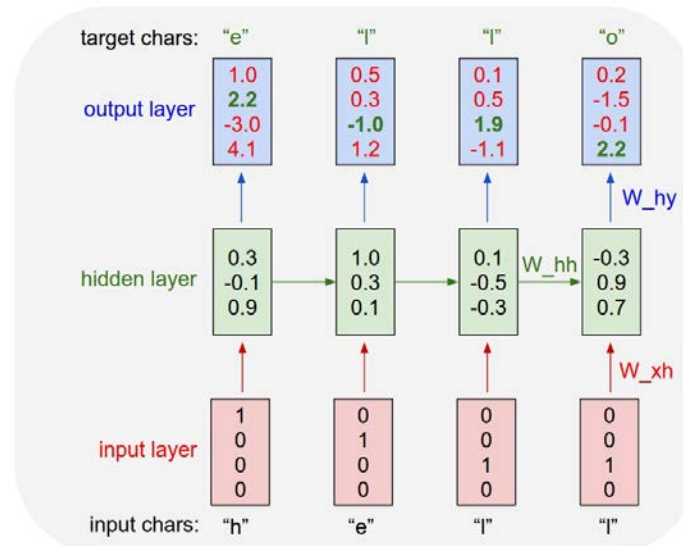 target chars: “e” “l” “l” “o”
output layer
1.0 0.5 0.1 0.2
2.2 0.3 0.5 -1.5
-3.0 -1.0 1.9 -0.1
4.1 1.2 -1.1 2.2
W_hy
hidden layer
0.3 1.0 0.1 -0.3
-0.1 0.3 -0.5 0.9
0.9 0.1 -0.3 0.7
W_hh
W_xh
input layer
1 0 0 0
0 1 0 0
0 0 1 1
0 0 0 0
input chars: “h” “e” “l” “l”